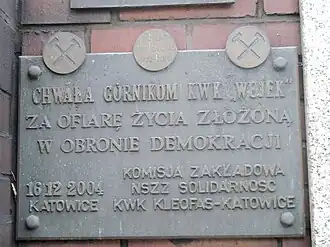 CHWAŁA GÓRNIKOM KWK „WUJEK”
ZA OFIARĘ ŻYCIA ZŁOŻONĄ
W OBRONIE DEMOKRACJI
KOMISJA ZAKŁADOWA
16.12.2004 NSZZ SOLIDARNOŚĆ
KATOWICE KWK KLEOFAS-KATOWICE